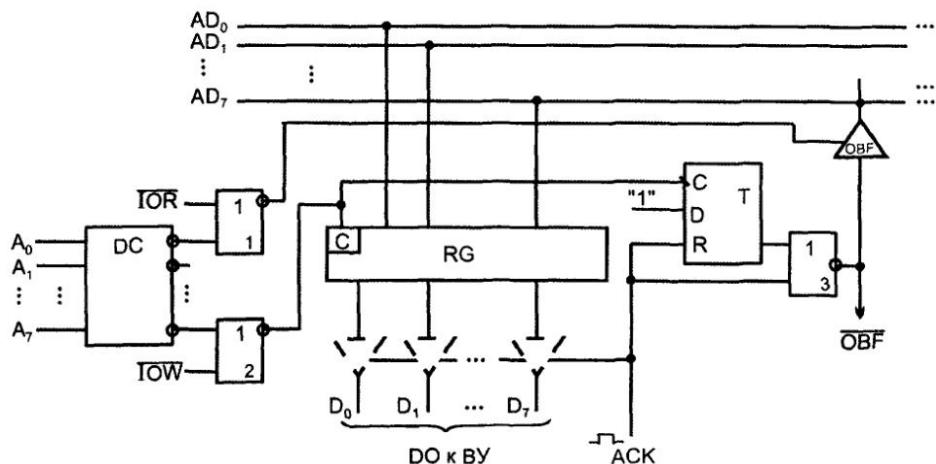 AD₀
AD₁
...
...
...
AD₇
...
OBF
IOR
1
1
"1"
C
D
R
T
A₀
A₁
...
A₇
DC
...
C
RG
1
3
1
2
IOW
...
OBF
D₀ D₁ ... D₇
DO к ВУ
ACK